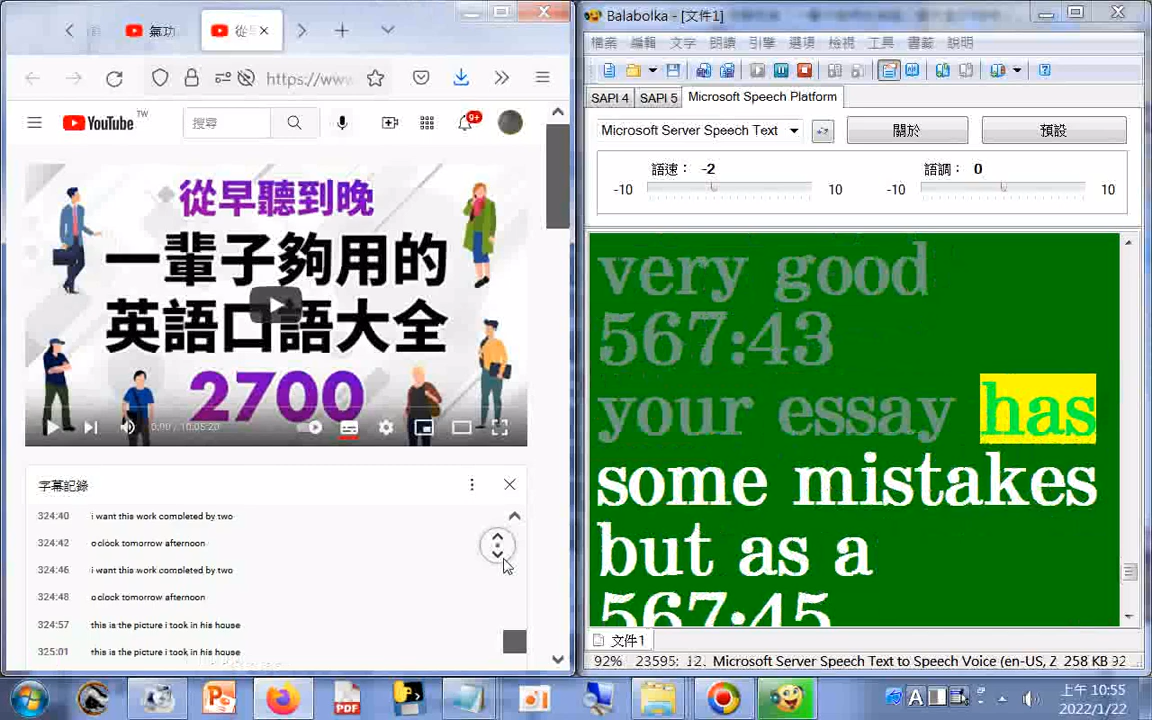 氣功
從
https://www.
YouTube TW
搜尋
9+
從早聽到晚
一輩子夠用的
英語口語大全
2700
0:00 / 10:05:20
字幕記錄
324:40 i want this work completed by two
324:42 o clock tomorrow afternoon
324:46 i want this work completed by two
324:48 o clock tomorrow afternoon
324:57 this is the picture i took in his house
325:01 this is the picture i took in his house
Balabolka - [文件1]
檔案 編輯 文字 朗讀 引擎 選項 檢視 工具 書籤 說明
SAPI 4 SAPI 5 Microsoft Speech Platform
Microsoft Server Speech Text 關於 預設
語速： -2 語調： 0
-10 10 -10 10
very good
567:43
your essay has
some mistakes
but as a
567:45
文件1
92% 23595: 12. Microsoft Server Speech Text to Speech Voice (en-US, Z 258 KB 92
PDF
上午 10:55
2022/1/22